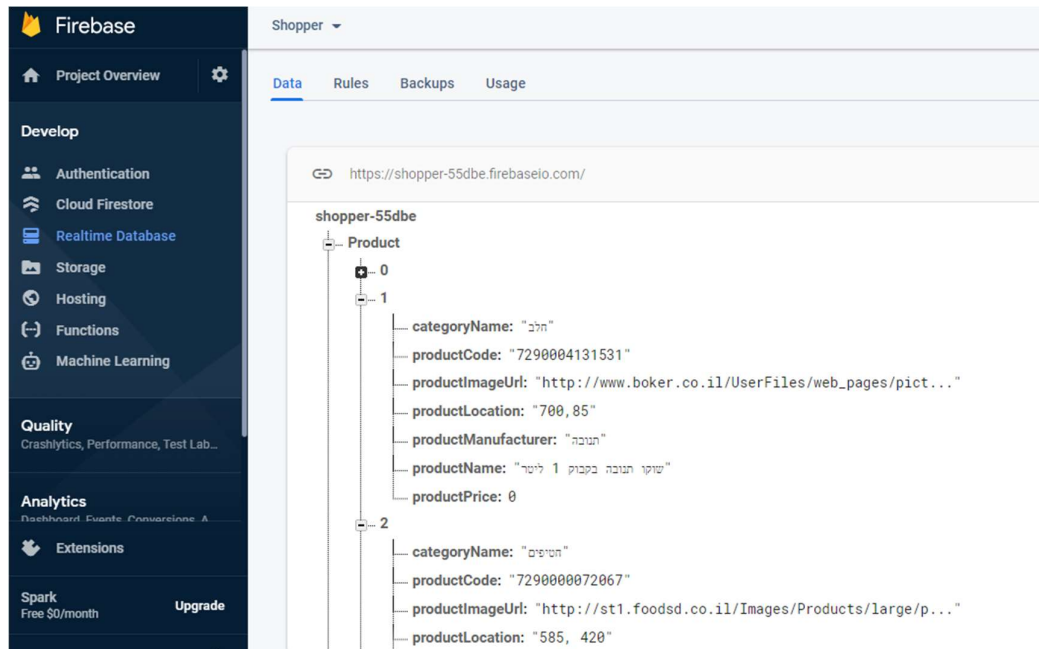 Firebase
Shopper
Project Overview
Data Rules Backups Usage
Develop
Authentication
Cloud Firestore
Realtime Database
Storage
Hosting
Functions
Machine Learning
Quality
Crashlytics, Performance, Test Lab...
Analytics
Dashboard, Events, Conversions, A
Extensions
Spark
Free $0/month
Upgrade
https://shopper-55dbe.firebaseio.com/
shopper-55dbe
Product
0
1
categoryName: "חלב"
productCode: "7290004131531"
productImageUrl: "http://www.boker.co.il/UserFiles/web_pages/pict..."
productLocation: "700,85"
productManufacturer: "תנובה"
productName: "שוקו תנובה בקבוק 1 ליטר"
productPrice: 0
2
categoryName: "חטיפים"
productCode: "7290000072067"
productImageUrl: "http://st1.foodsd.co.il/Images/Products/large/p..."
productLocation: "585, 420"